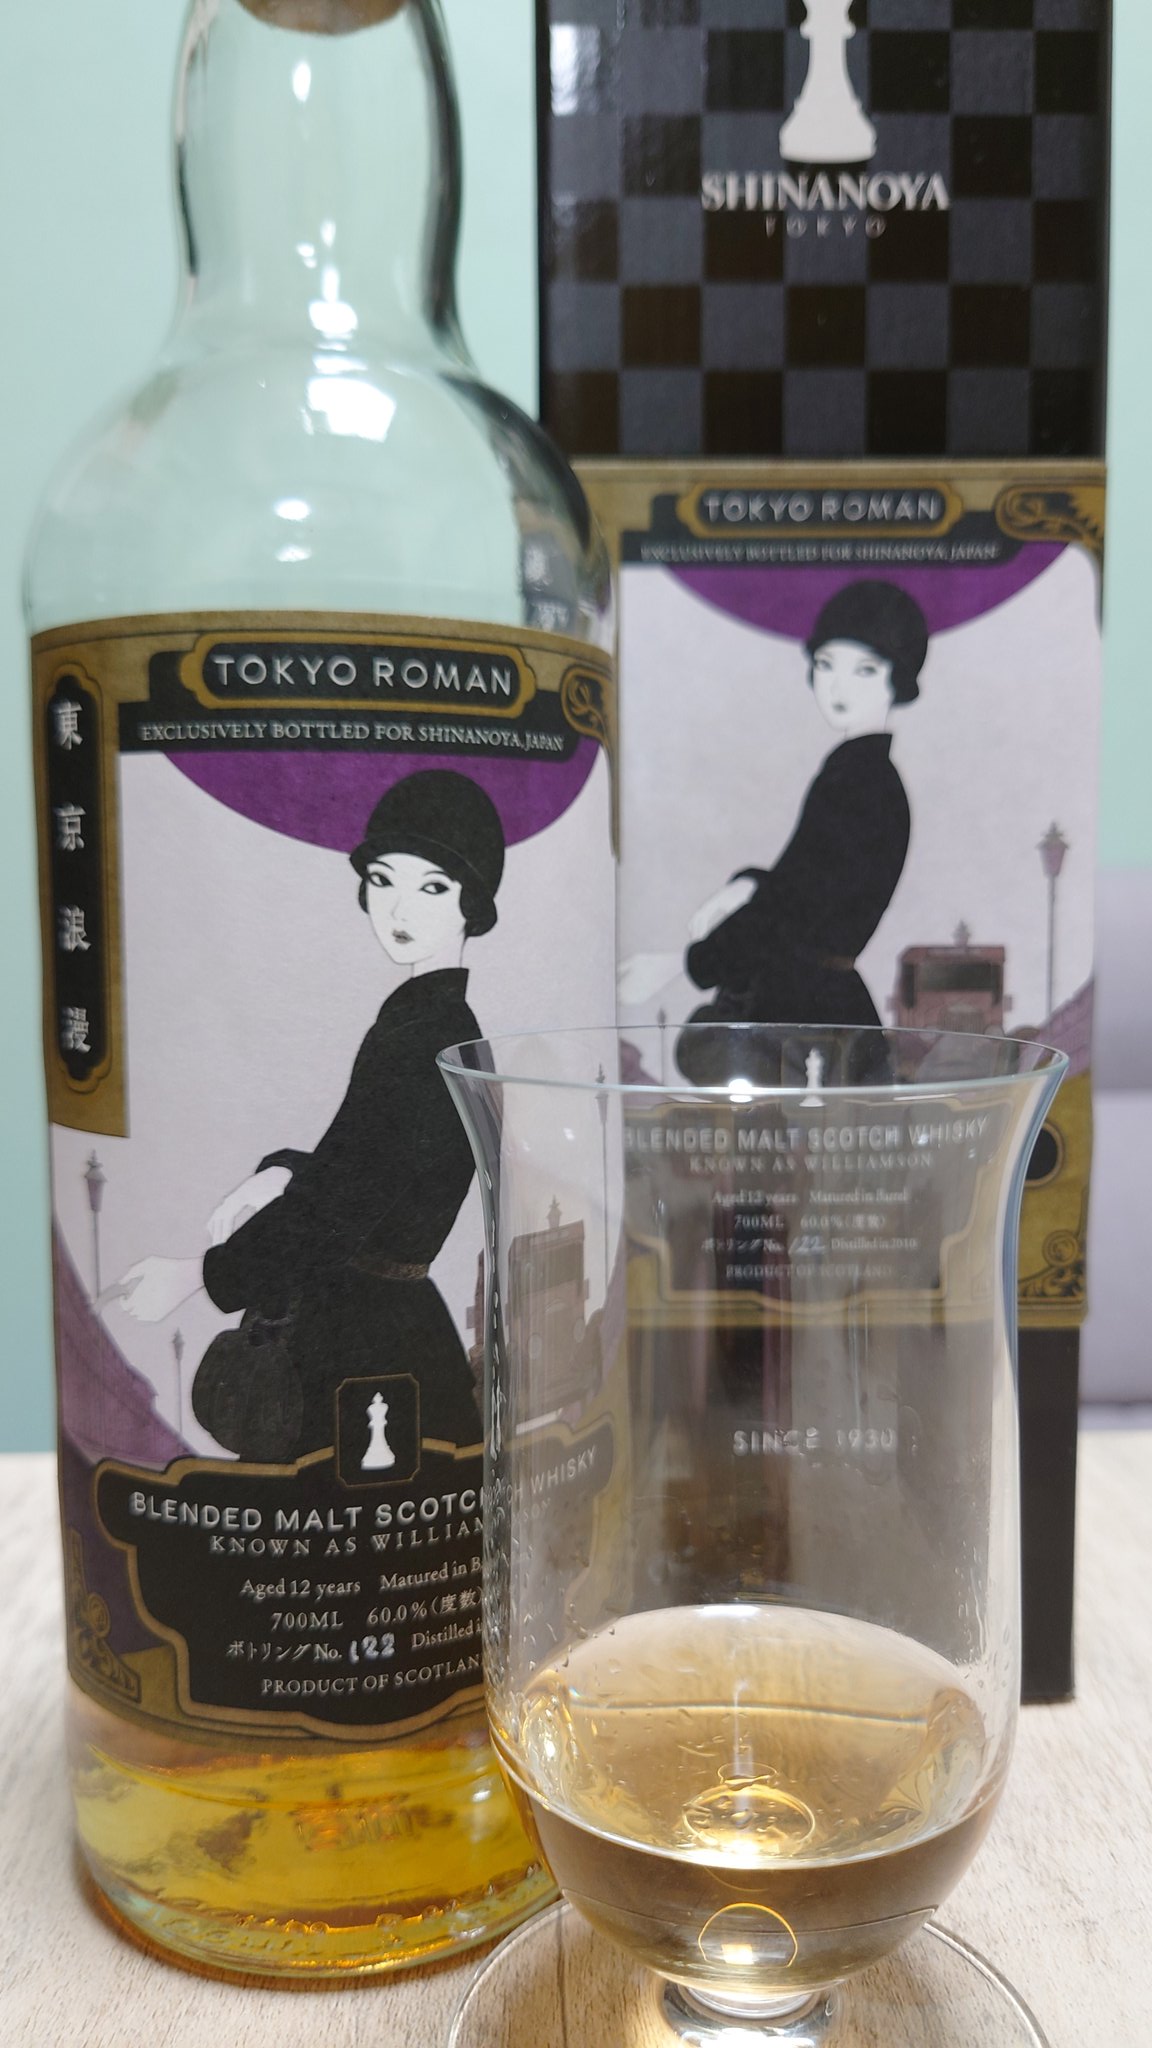 SHINANOYA
TOKYO
TOKYO ROMAN
EXCLUSIVELY BOTTLED FOR SHINANOYA, JAPAN
BLENDED MALT SCOTCH WHISKY
KNOWN AS WILLIAMSON
Aged 12 years Matured in Barrel
700ML 60.0%(度数)
ボトリング No. 122 Distilled in 2010
PRODUCT OF SCOTLAND
SINCE 1930
TOKYO ROMAN
EXCLUSIVELY BOTTLED FOR SHINANOYA, JAPAN
東京浪漫
BLENDED MALT SCOTCH WHISKY
KNOWN AS WILLIAMSON
Aged 12 years Matured in
700ML 60.0%(度数)
ボトリング No. 122 Distilled
PRODUCT OF SCOTLAN